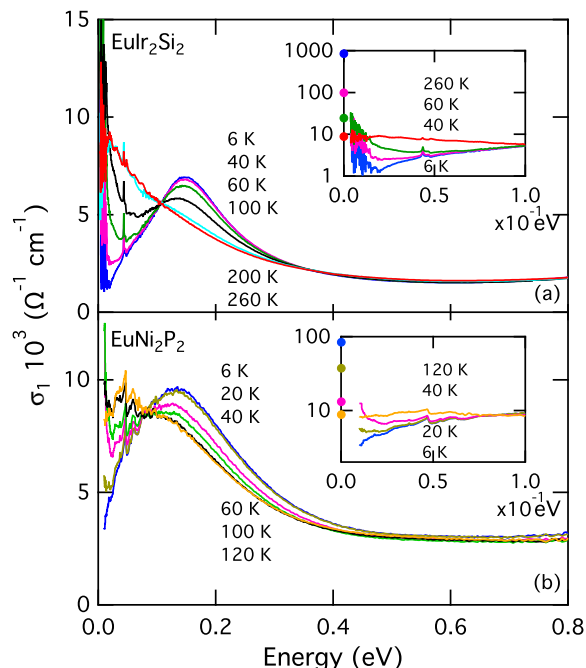 15
EuIr₂Si₂
1000
100
10
1
260 K
60 K
40 K
6 K
0.0
0.5
1.0
x10⁻¹eV
10
6 K
40 K
60 K
100 K
5
200 K
260 K
0
(a)
σ₁ 10³ (Ω⁻¹ cm⁻¹)
EuNi₂P₂
100
10
120 K
40 K
20 K
6 K
0.0
0.5
1.0
x10⁻¹eV
10
6 K
20 K
40 K
5
60 K
100 K
120 K
0
(b)
0.0
0.2
0.4
0.6
0.8
Energy (eV)